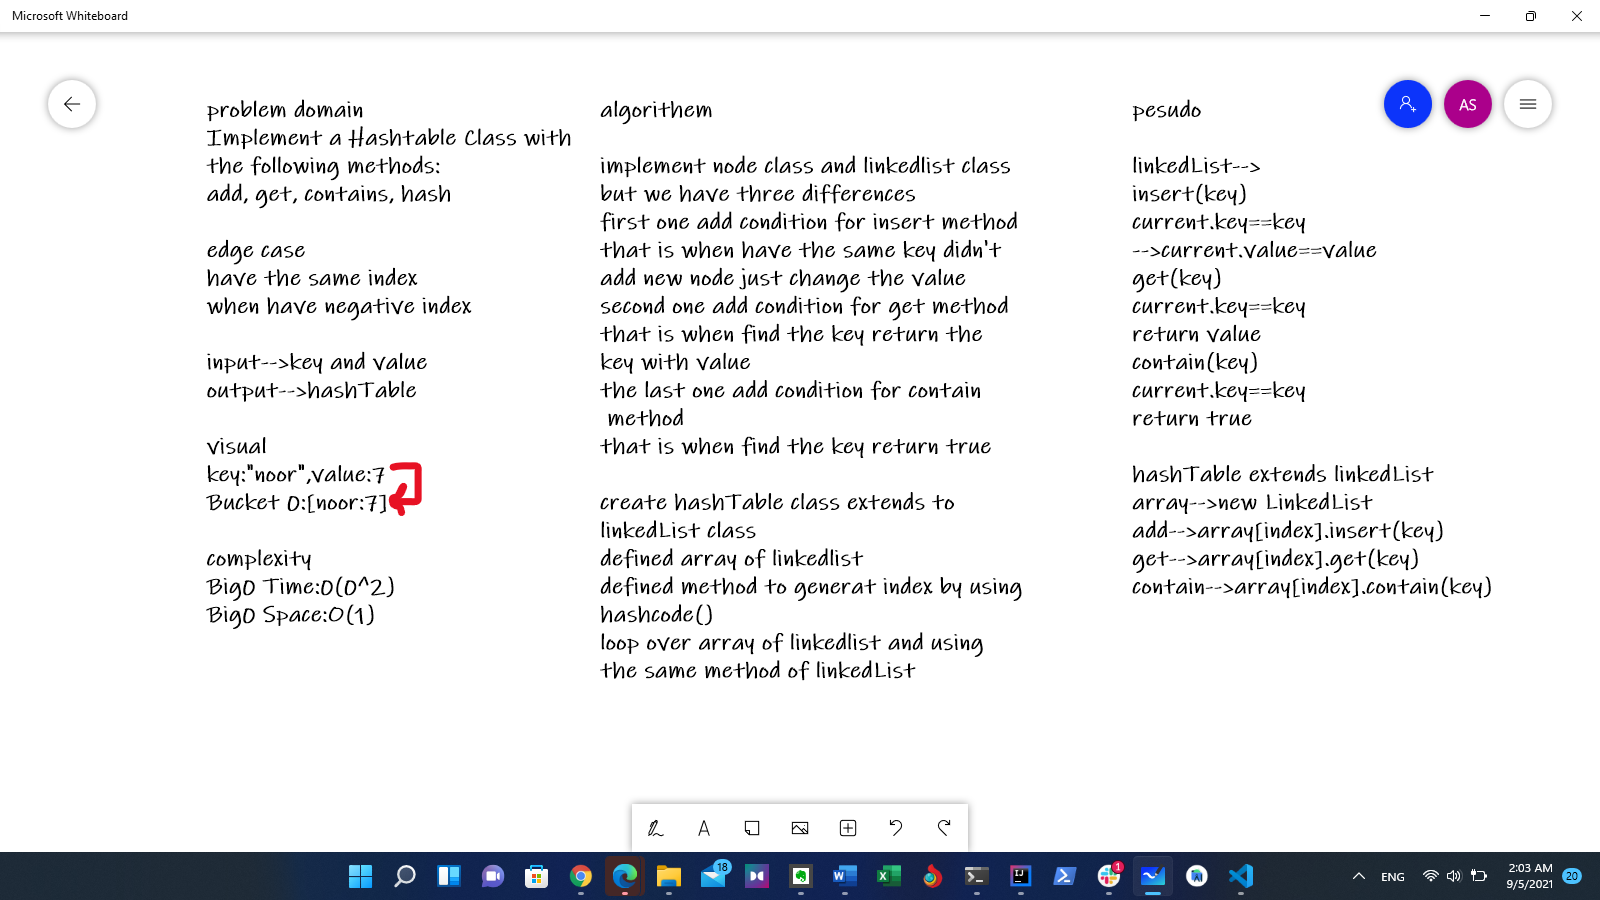 Microsoft Whiteboard
AS
problem domain
Implement a Hashtable Class with
the following methods:
add, get, contains, hash
edge case
have the same index
when have negative index
input-->key and value
output-->hashTable
visual
key:"noor",value:7
Bucket 0:[noor:7]
complexity
BigO Time:O(O^2)
BigO Space:O(1)
algorithem
implement node class and linkedlist class
but we have three differences
first one add condition for insert method
that is when have the same key didn't
add new node just change the value
second one add condition for get method
that is when find the key return the
key with value
the last one add condition for contain
method
that is when find the key return true
create hashTable class extends to
linkedList class
defined array of linkedlist
defined method to generat index by using
hashcode()
loop over array of linkedlist and using
the same method of linkedList
pesudo
linkedList-->
insert(key)
current.key==key
-->current.value==value
get(key)
current.key==key
return value
contain(key)
current.key==key
return true
hashTable extends linkedList
array-->new LinkedList
add-->array[index].insert(key)
get-->array[index].get(key)
contain-->array[index].contain(key)
18
1
ENG
2:03 AM
9/5/2021
20